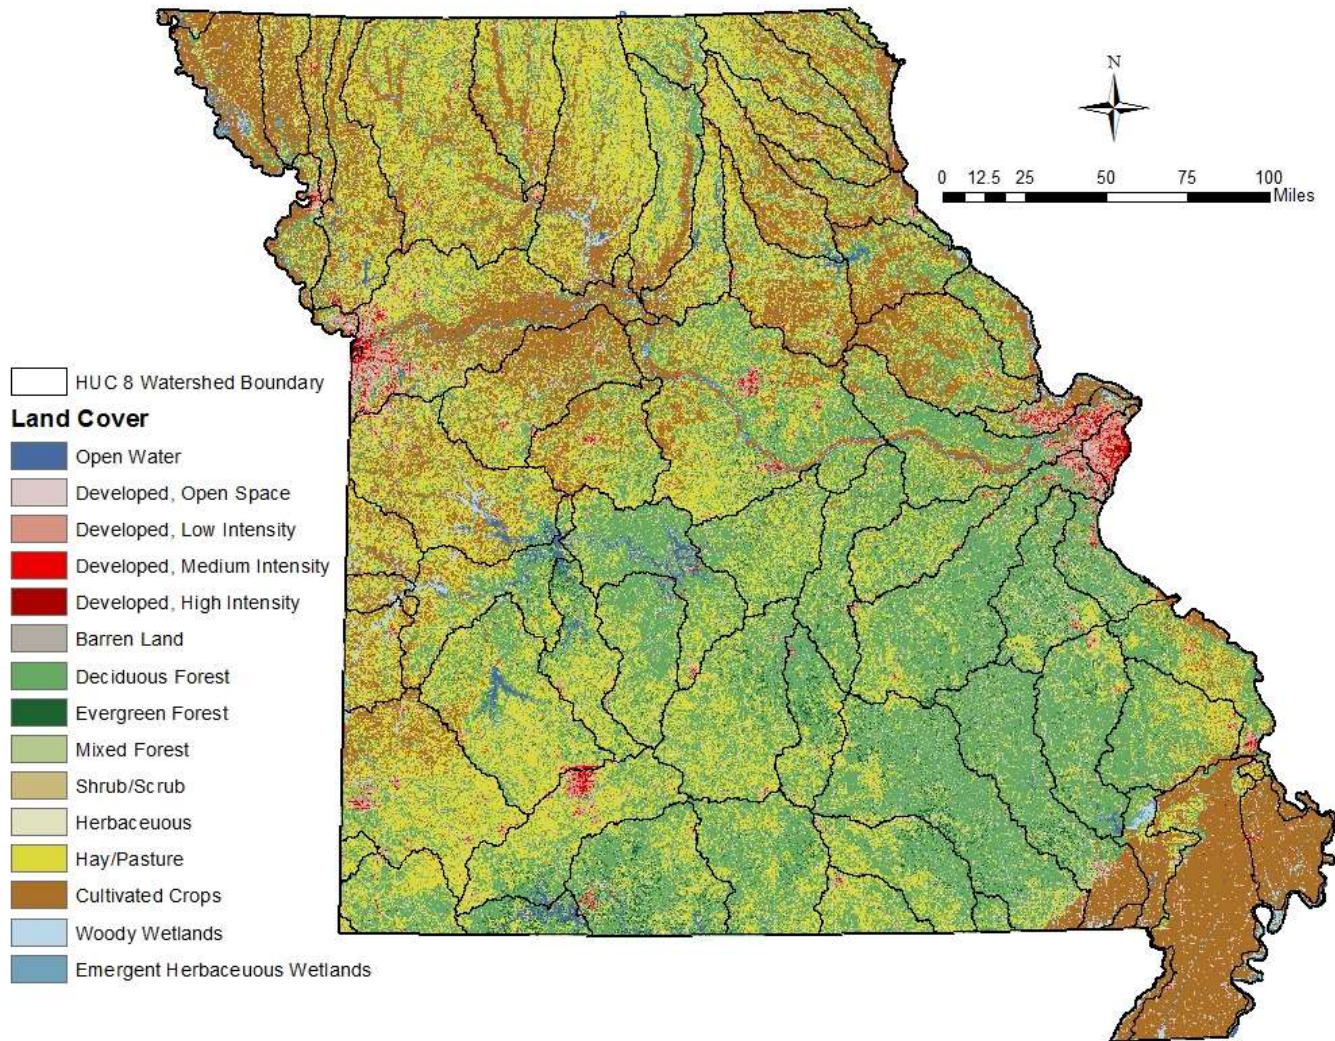 N
0 12.5 25 50 75 100
Miles
HUC 8 Watershed Boundary
Land Cover
Open Water
Developed, Open Space
Developed, Low Intensity
Developed, Medium Intensity
Developed, High Intensity
Barren Land
Deciduous Forest
Evergreen Forest
Mixed Forest
Shrub/Scrub
Herbaceuous
Hay/Pasture
Cultivated Crops
Woody Wetlands
Emergent Herbaceuous Wetlands